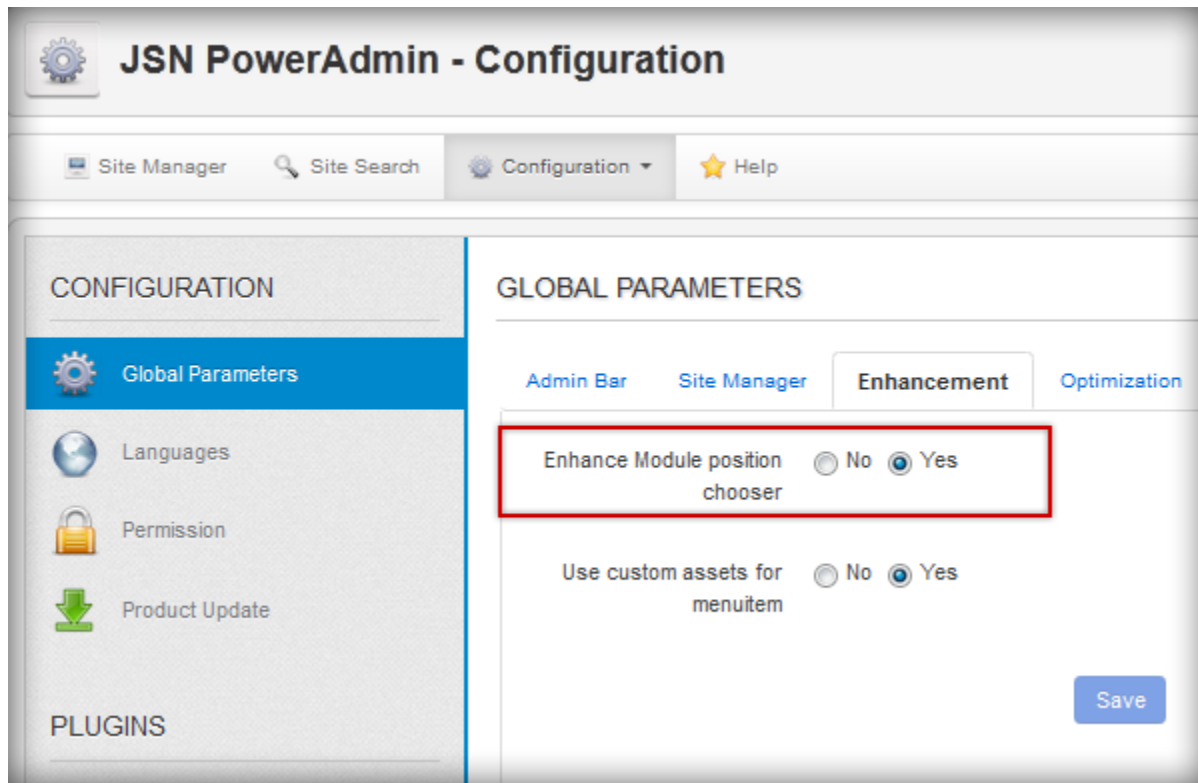 JSN PowerAdmin - Configuration
Site Manager Site Search Configuration Help
CONFIGURATION
Global Parameters
Languages
Permission
Product Update
PLUGINS
GLOBAL PARAMETERS
Admin Bar Site Manager Enhancement Optimization
Enhance Module position
chooser
No Yes
Use custom assets for
menuitem
No Yes
Save